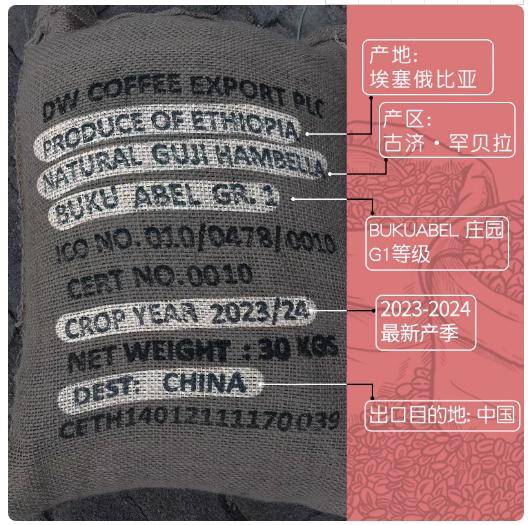 DW COFFEE EXPORT PLC
PRODUCE OF ETHIOPIA
NATURAL GUJI HAMBELLA
BUKU ABEL GR. 1
ICO NO. 010/0478/0010
CERT NO.0010
CROP YEAR 2023/24
NET WEIGHT : 30 KGS
DEST: CHINA
CETH14012111170039
产地:
埃塞俄比亚
产区:
古济·罕贝拉
BUKUABEL 庄园
G1等级
2023-2024
最新产季
出口目的地: 中国